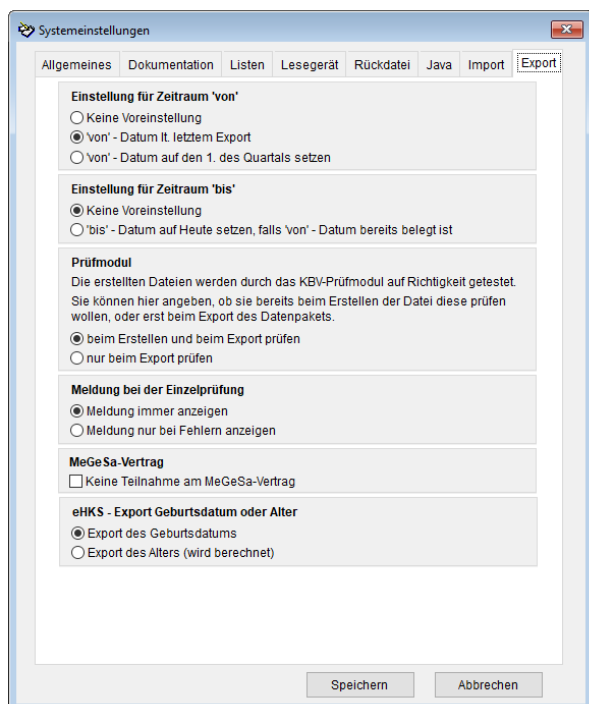 Systemeinstellungen
Allgemeines Dokumentation Listen Lesegerät Rückdatei Java Import Export
Einstellung für Zeitraum 'von'
Keine Voreinstellung
'von' - Datum lt. letztem Export
'von' - Datum auf den 1. des Quartals setzen
Einstellung für Zeitraum 'bis'
Keine Voreinstellung
'bis' - Datum auf Heute setzen, falls 'von' - Datum bereits belegt ist
Prüfmodul
Die erstellten Dateien werden durch das KBV-Prüfmodul auf Richtigkeit getestet.
Sie können hier angeben, ob sie bereits beim Erstellen der Datei diese prüfen
wollen, oder erst beim Export des Datenpakets.
beim Erstellen und beim Export prüfen
nur beim Export prüfen
Meldung bei der Einzelprüfung
Meldung immer anzeigen
Meldung nur bei Fehlern anzeigen
MeGeSa-Vertrag
Keine Teilnahme am MeGeSa-Vertrag
eHKS - Export Geburtsdatum oder Alter
Export des Geburtsdatums
Export des Alters (wird berechnet)
Speichern Abbrechen